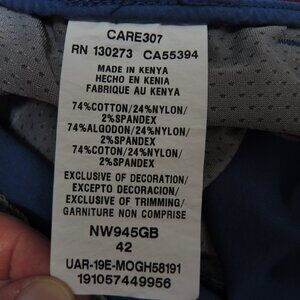 CARE307
RN 130273 CA55394
MADE IN KENYA
HECHO EN KENIA
FABRIQUE AU KENYA
74%COTTON/24%NYLON/
2%SPANDEX
74%ALGODON/24%NYLON/
2%SPANDEX
74%COTON/24%NYLON/
2%SPANDEX
EXCLUSIVE OF DECORATION/
EXCEPTO DECORACION/
EXCLUSIVE OF TRIMMING/
GARNITURE NON COMPRISE
NW945GB
42
UAR-19E-MOGH58191
191057449956